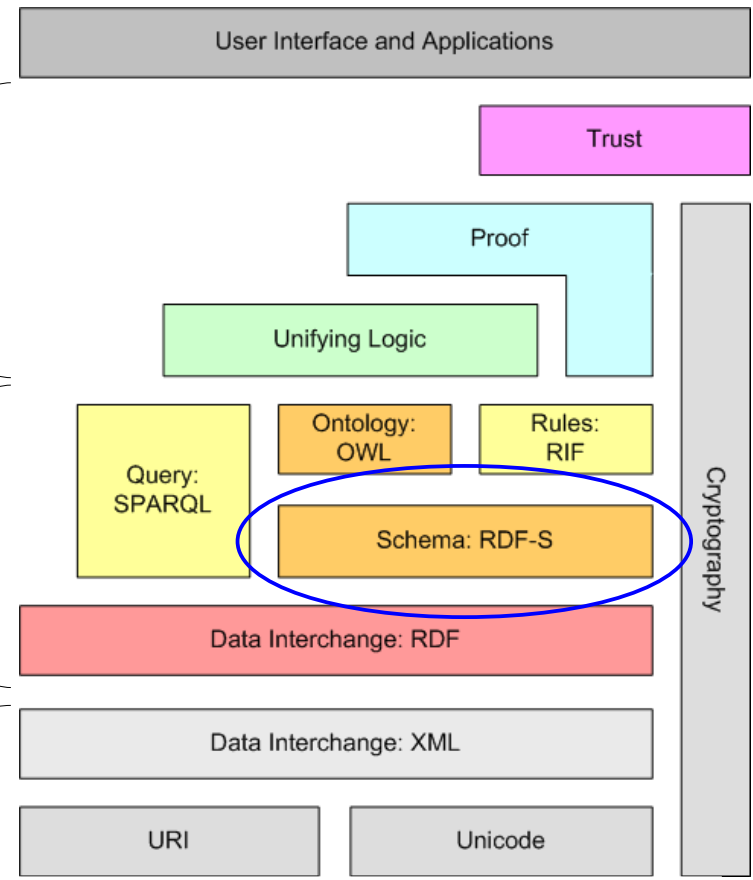 User Interface and Applications
Trust
Proof
Unifying Logic
Ontology:
OWL
Rules:
RIF
Query:
SPARQL
Schema: RDF-S
Cryptography
Data Interchange: RDF
Data Interchange: XML
URI
Unicode